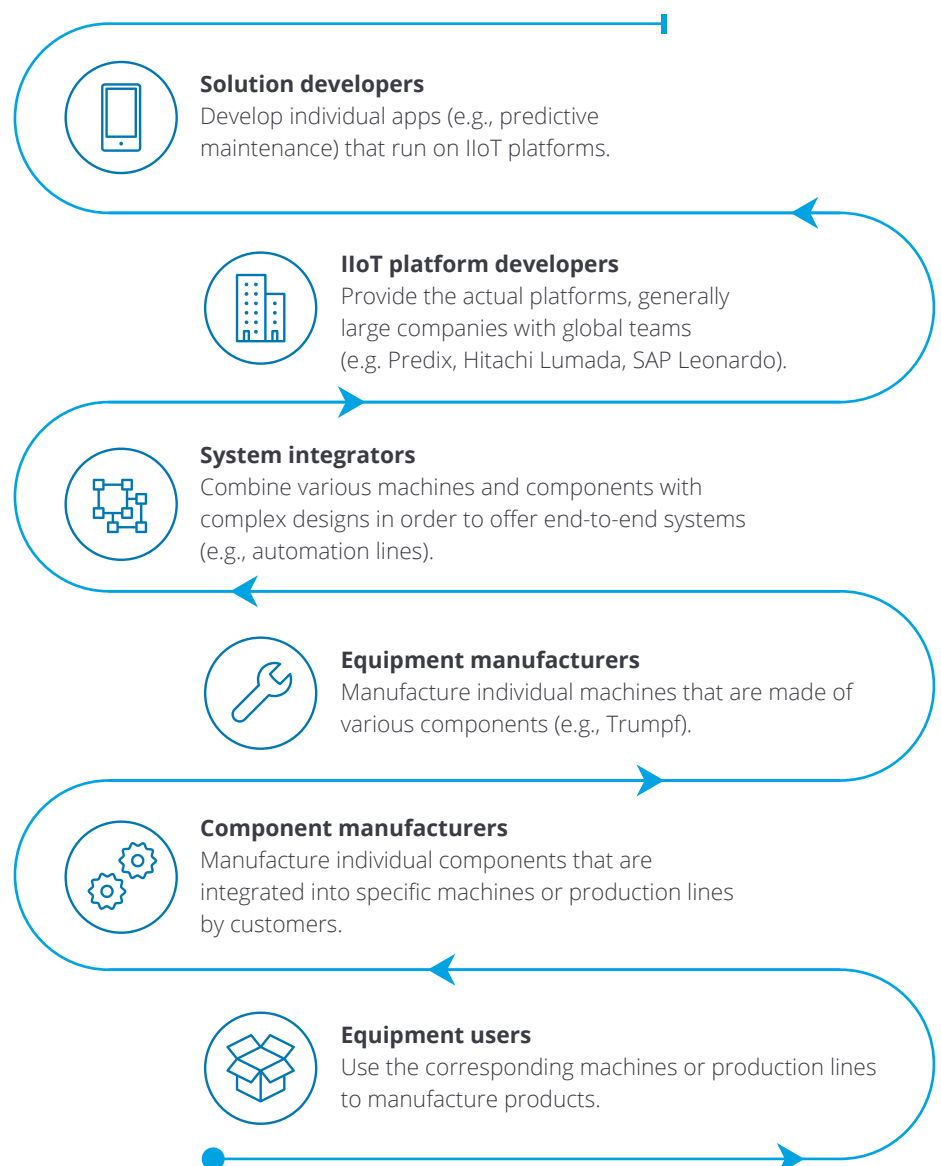 Solution developers
Develop individual apps (e.g., predictive
maintenance) that run on IIoT platforms.
IIoT platform developers
Provide the actual platforms, generally
large companies with global teams
(e.g. Predix, Hitachi Lumada, SAP Leonardo).
System integrators
Combine various machines and components with
complex designs in order to offer end-to-end systems
(e.g., automation lines).
Equipment manufacturers
Manufacture individual machines that are made of
various components (e.g., Trumpf).
Component manufacturers
Manufacture individual components that are
integrated into specific machines or production lines
by customers.
Equipment users
Use the corresponding machines or production lines
to manufacture products.